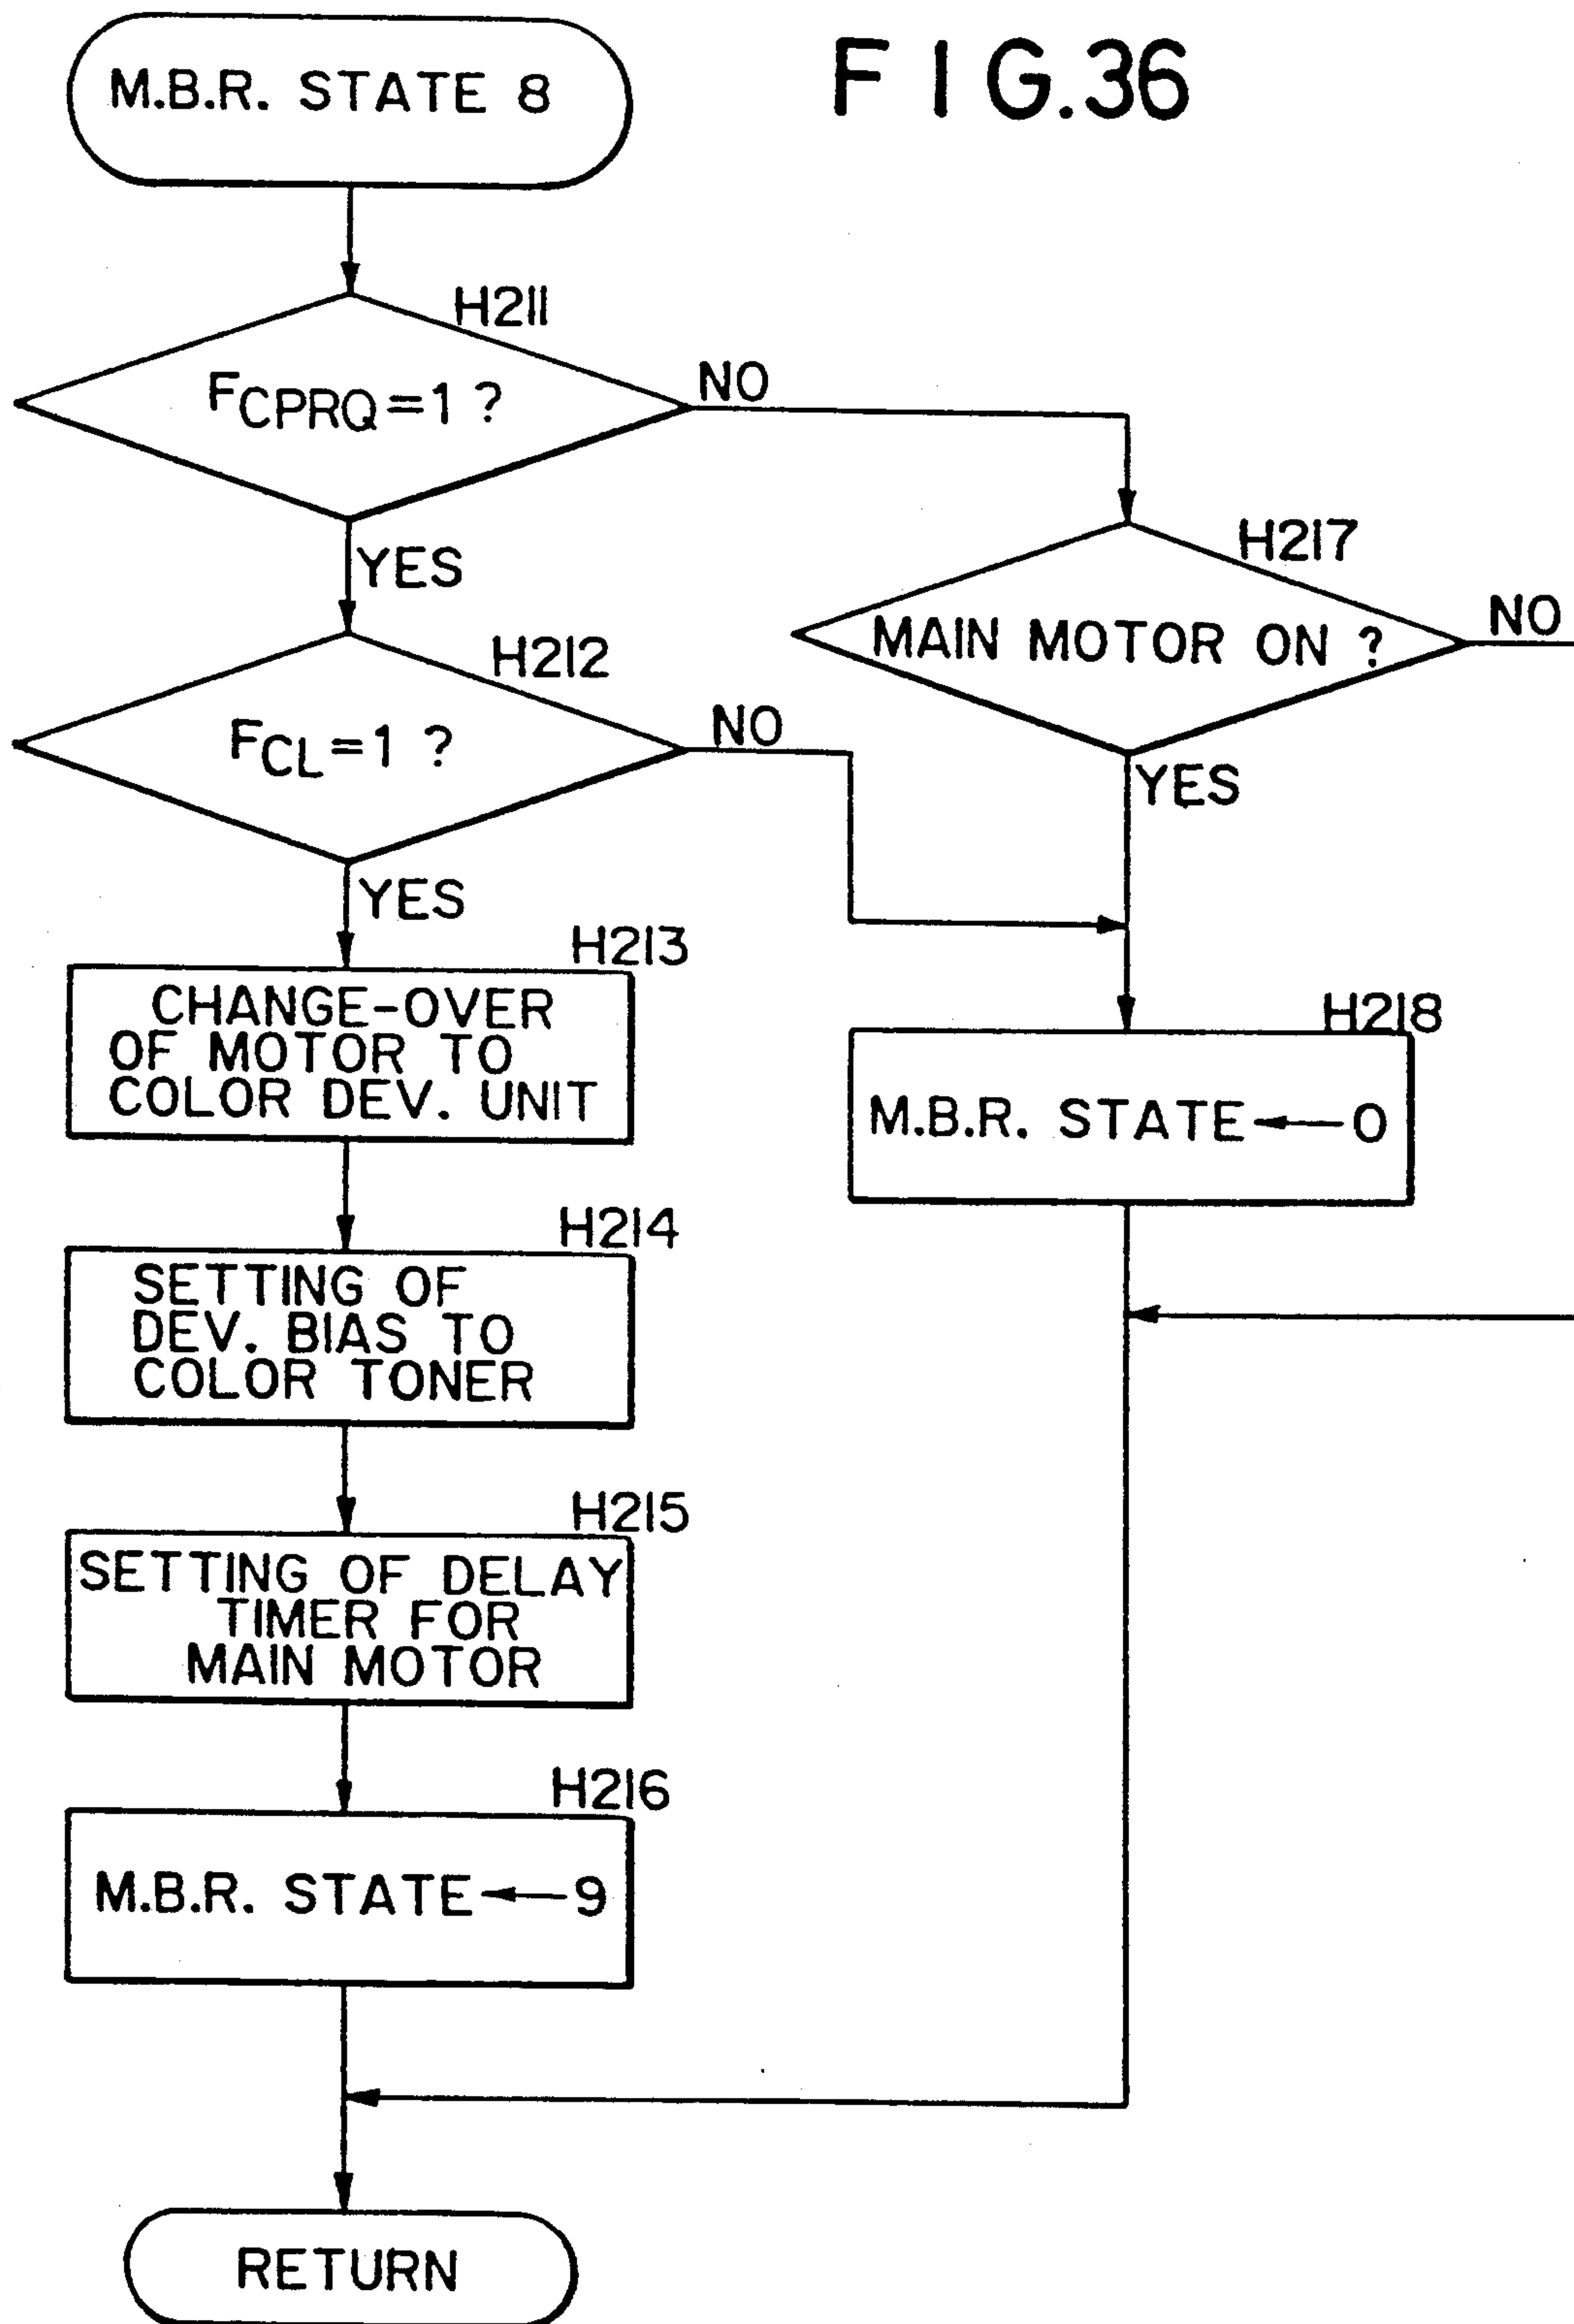 FIG.36
M.B.R. STATE 8
H211
FCPRQ=1 ?
NO
YES
H212
FCL=1 ?
NO
YES
H217
MAIN MOTOR ON ?
NO
YES
H213
CHANGE-OVER
OF MOTOR TO
COLOR DEV. UNIT
H218
M.B.R. STATE←0
H214
SETTING OF
DEV. BIAS TO
COLOR TONER
H215
SETTING OF DELAY
TIMER FOR
MAIN MOTOR
H216
M.B.R. STATE←9
RETURN